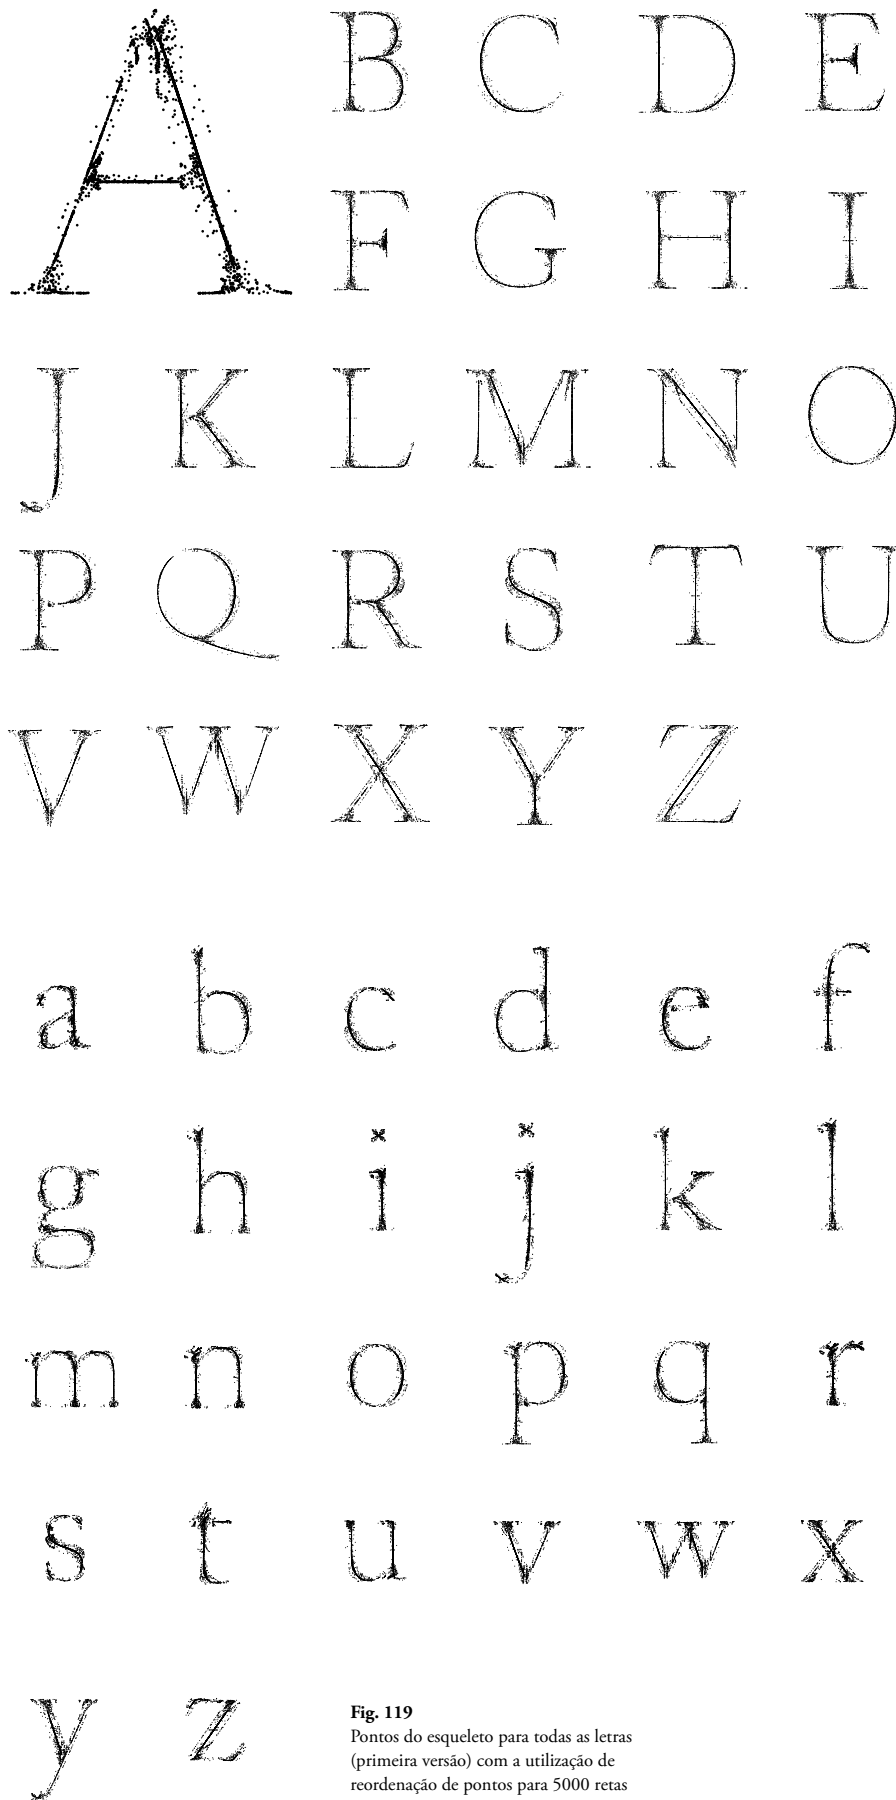 A B C D E
F G H I
J K L M N O
P Q R S T U
V W X Y Z
a b c d e f
g h i j k l
m n o p q r
s t u v w x
y z
Fig. 119
Pontos do esqueleto para todas as letras
(primeira versão) com a utilização de
reordenação de pontos para 5000 retas